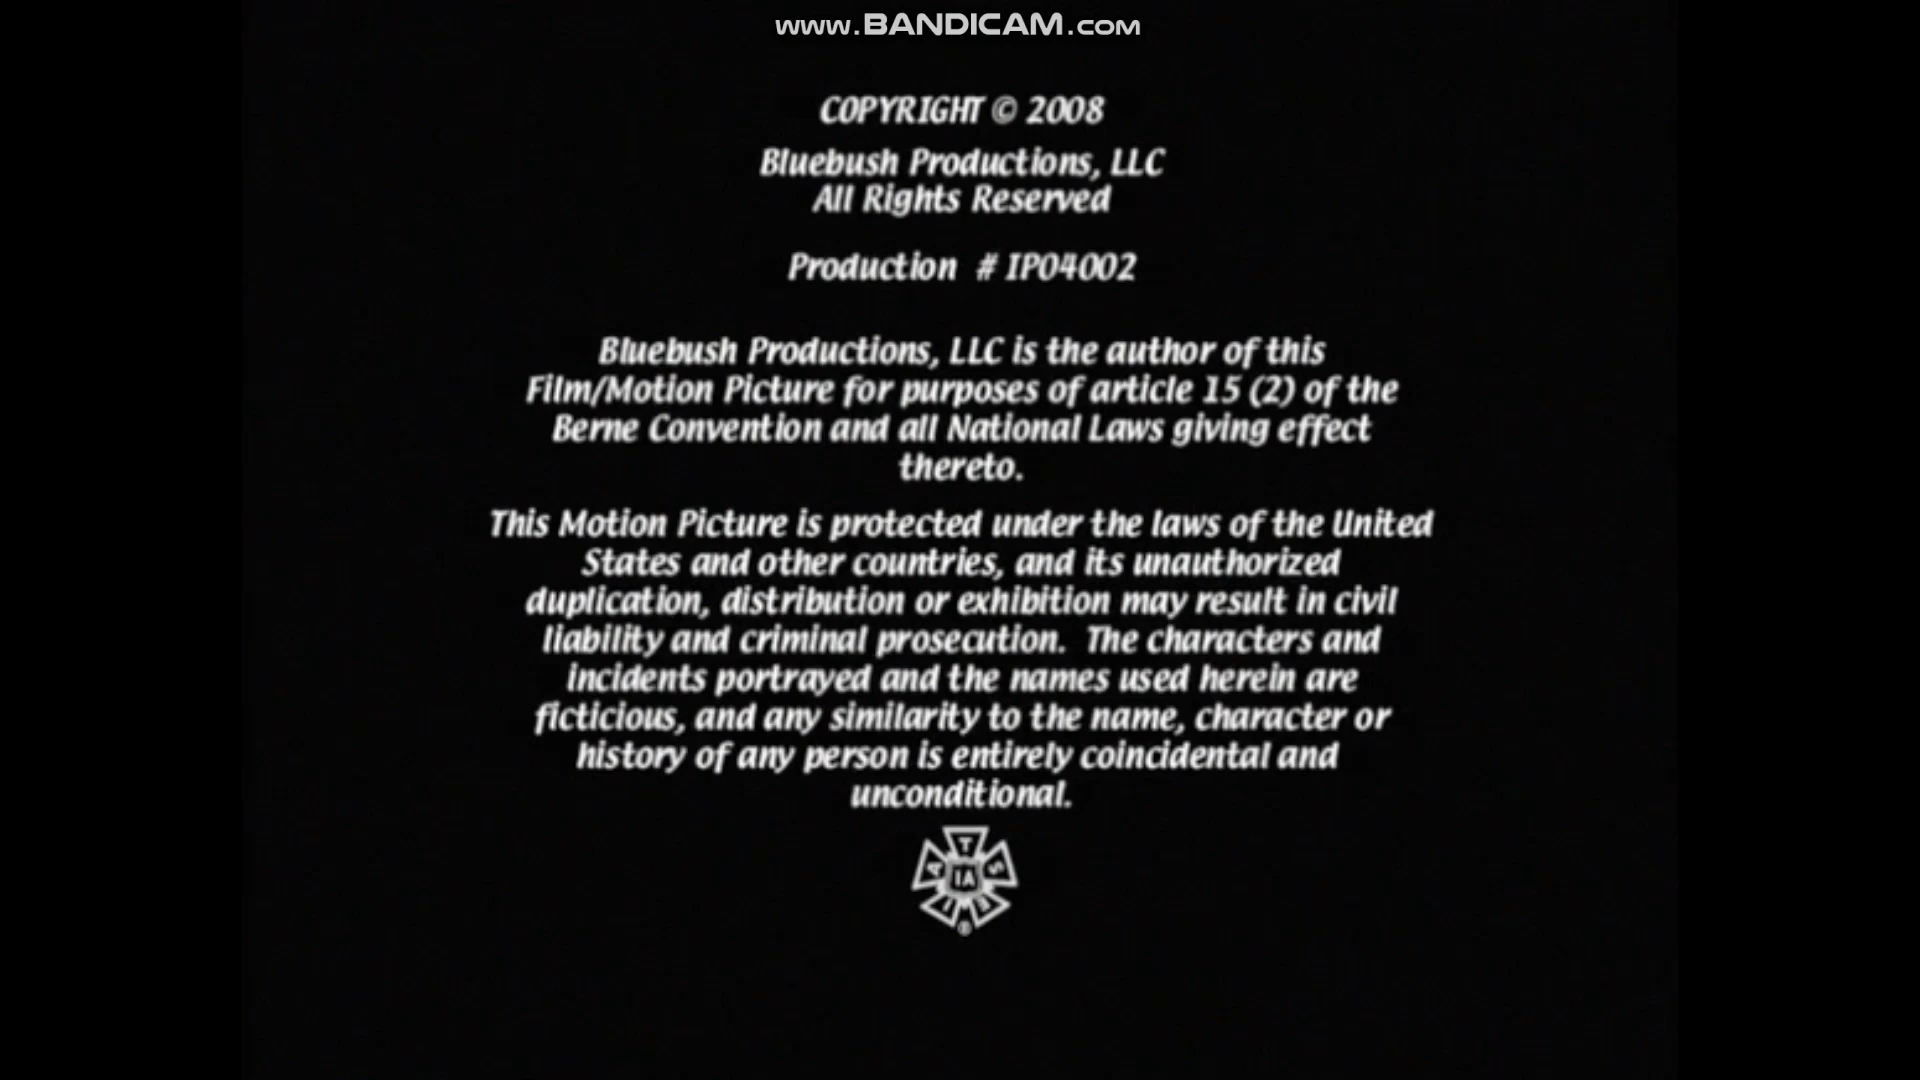 www.BANDICAM.com
COPYRIGHT © 2008
Bluebush Productions, LLC
All Rights Reserved
Production # IP04002
Bluebush Productions, LLC is the author of this
Film/Motion Picture for purposes of article 15 (2) of the
Berne Convention and all National Laws giving effect
thereto.
This Motion Picture is protected under the laws of the United
States and other countries, and its unauthorized
duplication, distribution or exhibition may result in civil
liability and criminal prosecution. The characters and
incidents portrayed and the names used herein are
ficticious, and any similarity to the name, character or
history of any person is entirely coincidental and
unconditional.
I A T S E
IA
®